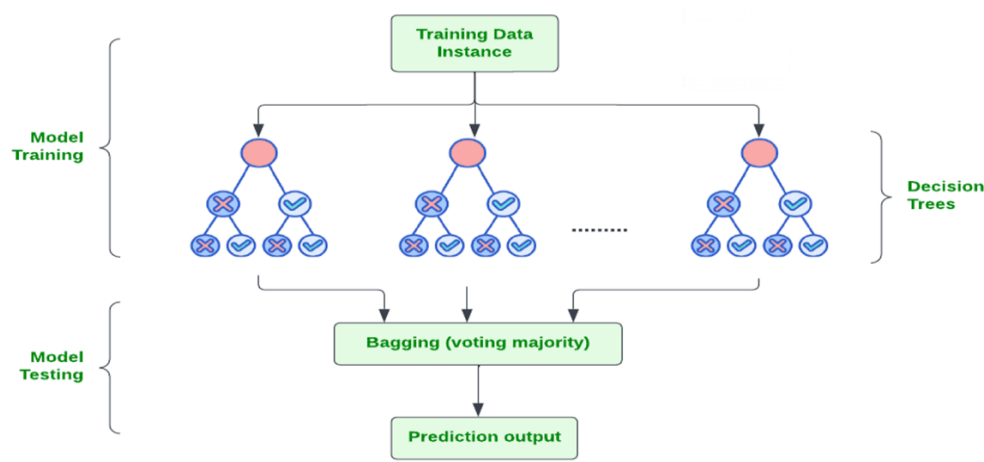 Training Data
Instance
Model
Training
Decision
Trees
.........
Bagging (voting majority)
Model
Testing
Prediction output